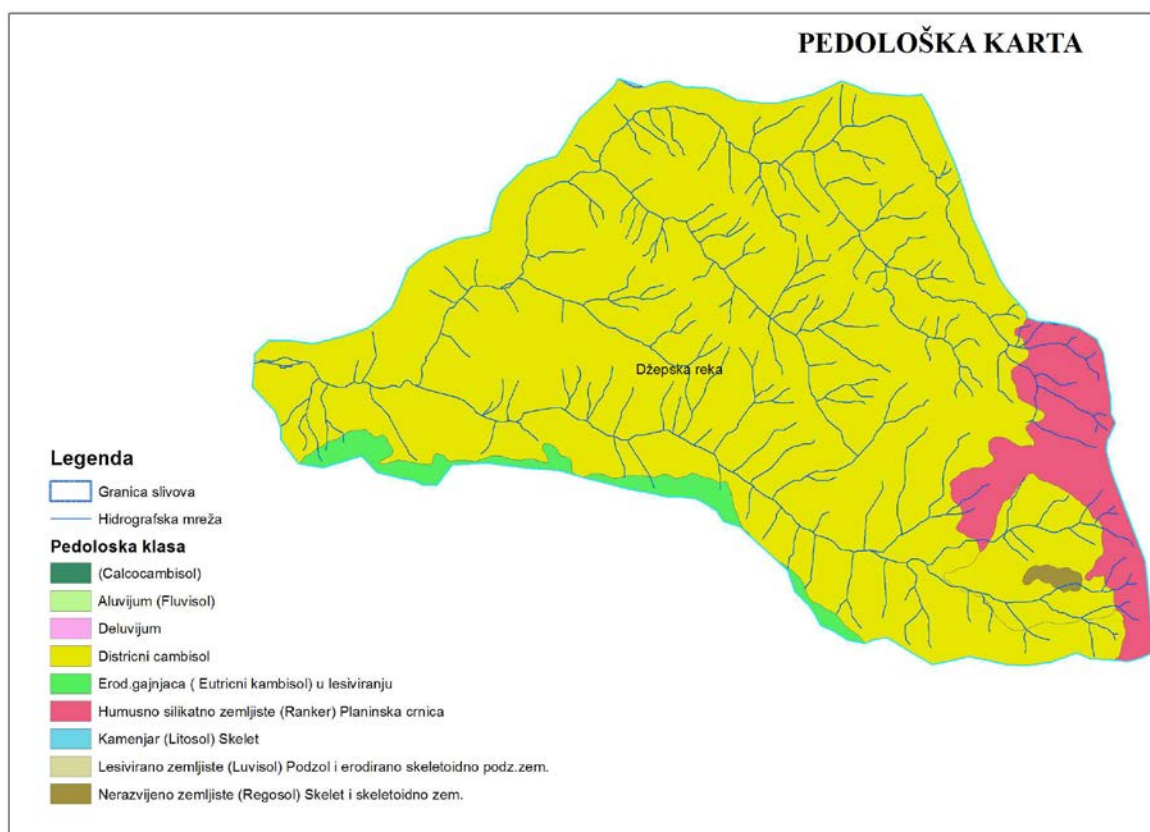 PEDOLOŠKA KARTA
Džepska reka
Legenda
Granica slivova
Hidrografska mreža
Pedoloska klasa
(Calcocambisol)
Aluvijum (Fluvisol)
Deluvijum
Districni cambisol
Erod.gajnjaca ( Eutricni kambisol) u lesiviranju
Humusno silikatno zemljiste (Ranker) Planinska crnica
Kamenjar (Litosol) Skelet
Lesivirano zemljiste (Luvisol) Podzol i erodirano skeletoidno podz.zem.
Nerazvijeno zemljiste (Regosol) Skelet i skeletoidno zem.